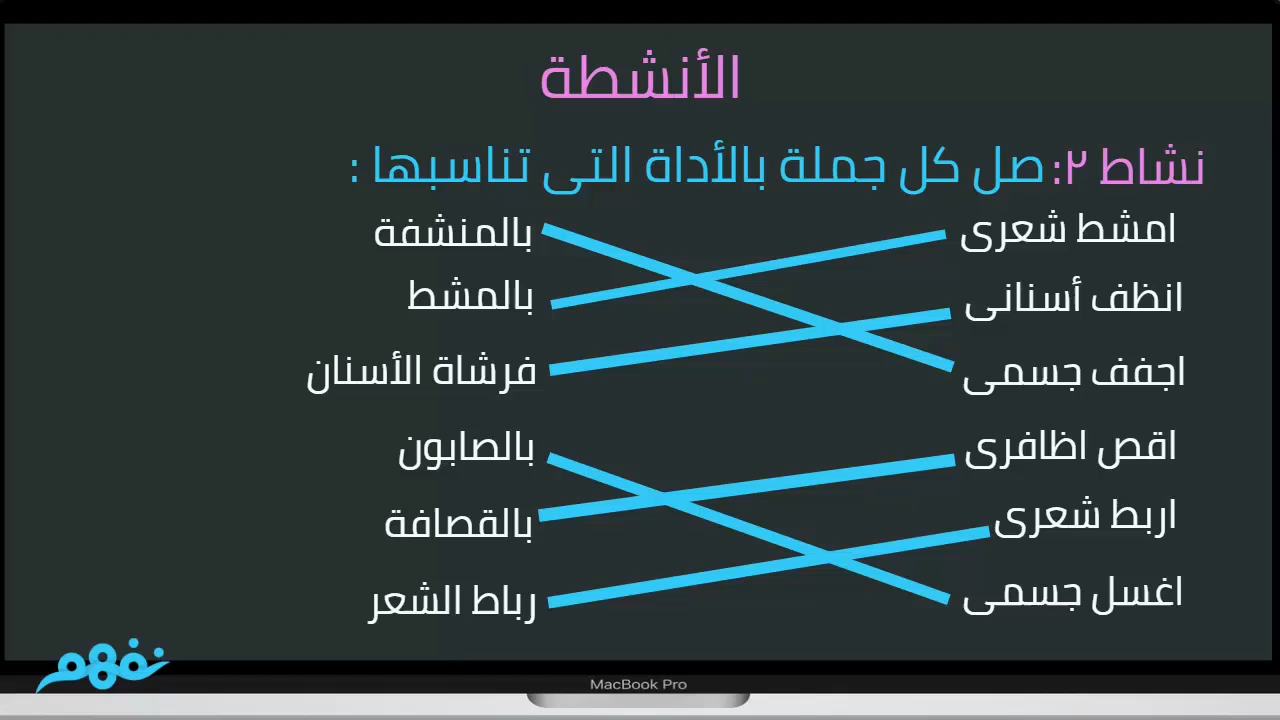 الأنشطة
نشاط ٢: صل كل جملة بالأداة التى تناسبها :
امشط شعرى
بالمنشفة
انظف أسنانى
بالمشط
اجفف جسمى
فرشاة الأسنان
اقص اظافرى
بالصابون
اربط شعرى
بالقصافة
اغسل جسمى
رباط الشعر
نفهم
MacBook Pro